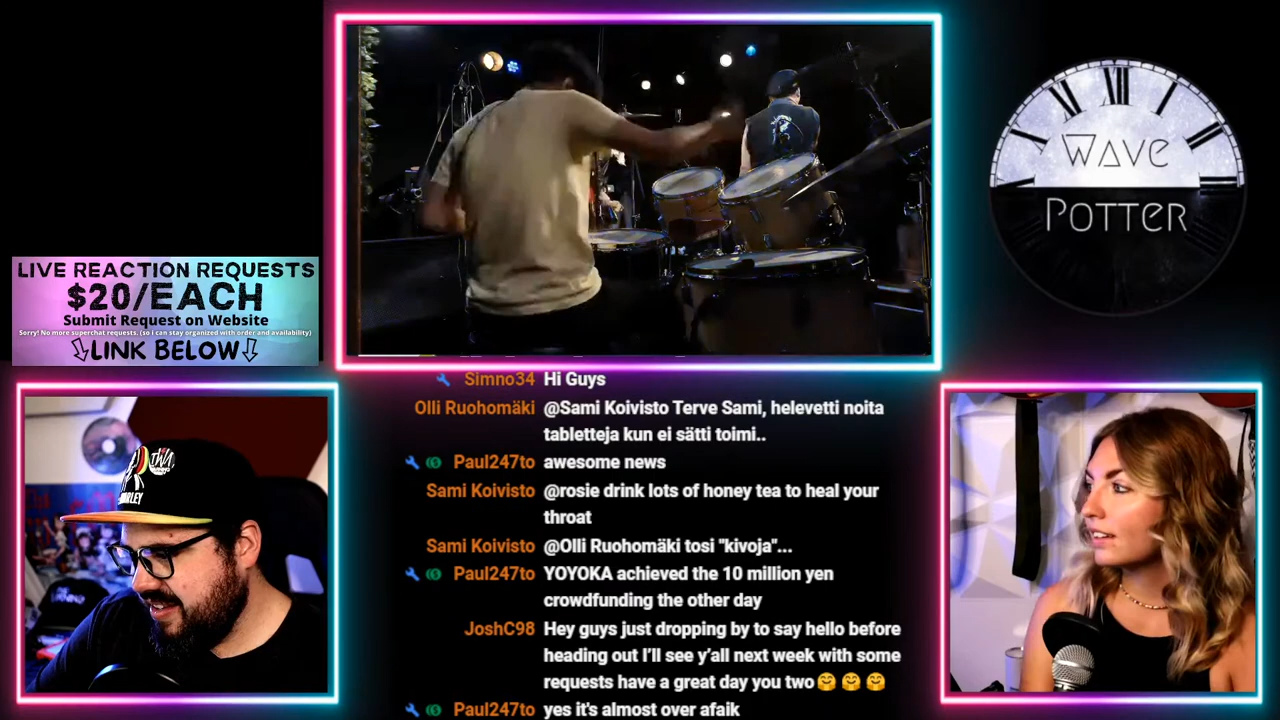 LIVE REACTION REQUESTS
$20/EACH
Submit Request on Website
Sorry! No more superchat requests. (so i can stay organized with order and availability)
LINK BELOW
WAVE
POTTER
Simno34 Hi Guys
Olli Ruohomäki @Sami Koivisto Terve Sami, helevetti noita
tabletteja kun ei sätti toimi..
Paul247to awesome news
Sami Koivisto @rosie drink lots of honey tea to heal your
throat
Sami Koivisto @Olli Ruohomäki tosi "kivoja"...
Paul247to YOYOKA achieved the 10 million yen
crowdfunding the other day
JoshC98 Hey guys just dropping by to say hello before
heading out I’ll see y’all next week with some
requests have a great day you two🤗 🤗 🤗
Paul247to yes it's almost over afaik